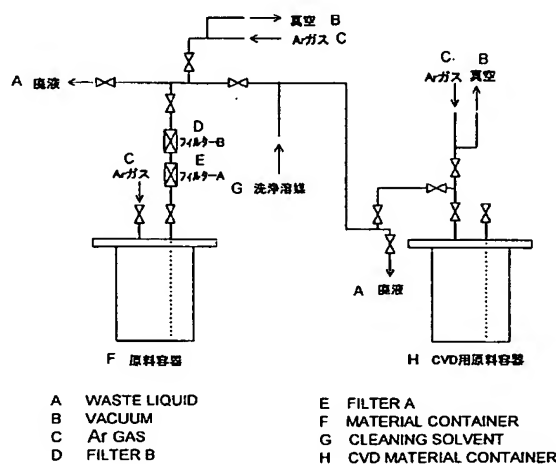 真空 B
Arガス C
A 廃液
C
Arガス
B
真空
D
フィルターB
E
フィルターA
C
Arガス
G 洗浄溶媒
A 廃液
F 原料容器
H CVD用原料容器
A WASTE LIQUID
B VACUUM
C Ar GAS
D FILTER B
E FILTER A
F MATERIAL CONTAINER
G CLEANING SOLVENT
H CVD MATERIAL CONTAINER